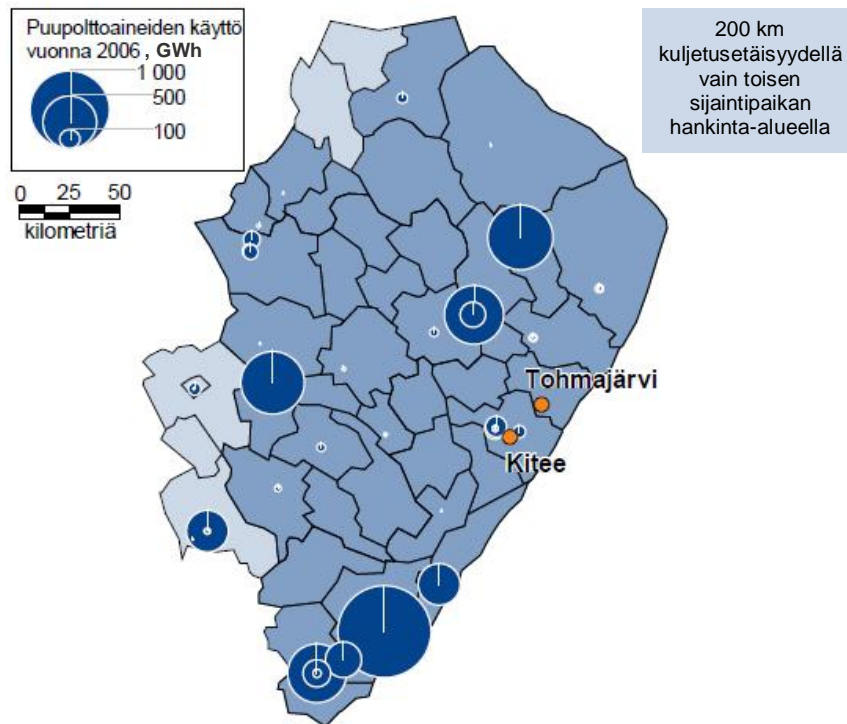 Puupolttoaineiden käyttö
vuonna 2006 , GWh
1 000
500
100
0 25 50
kilometriä
200 km
kuljetusetäisyydellä
vain toisen
sijaintipaikan
hankinta-alueella
Tohmajärvi
Kitee